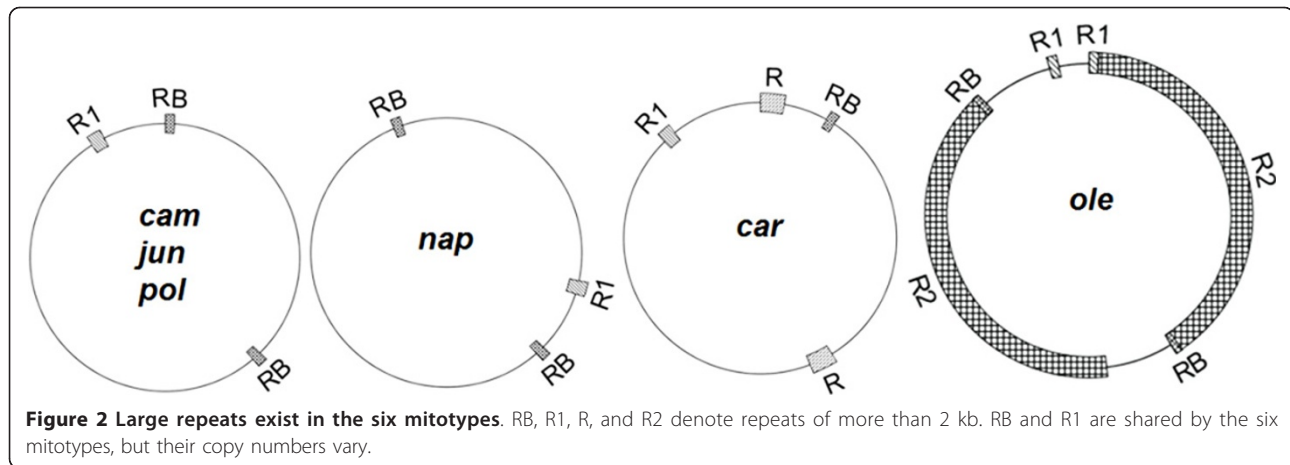 R1
RB
cam
jun
pol
RB
RB
nap
R1
RB
R
R1
RB
car
R
R1
R1
RB
R2
ole
R2
RB
Figure 2 Large repeats exist in the six mitotypes. RB, R1, R, and R2 denote repeats of more than 2 kb. RB and R1 are shared by the six
mitotypes, but their copy numbers vary.